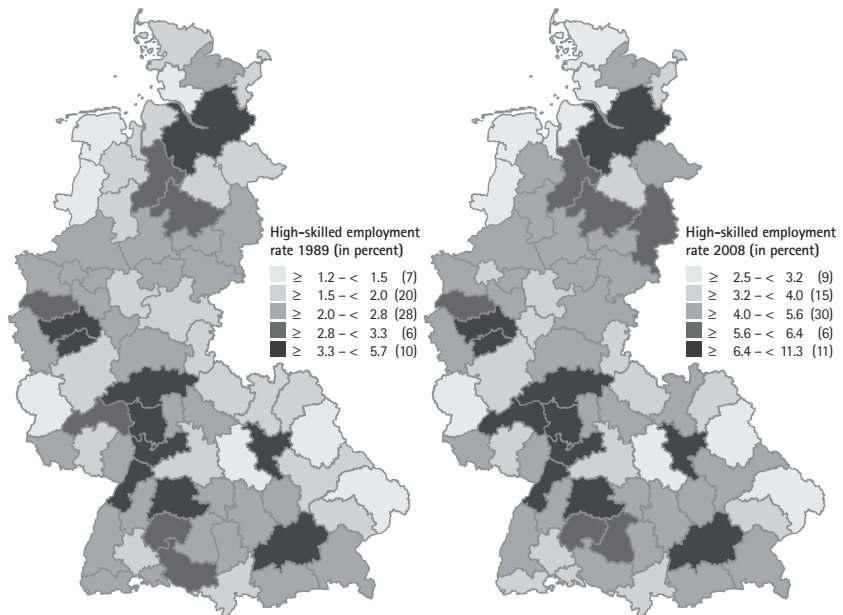 High-skilled employment
rate 1989 (in percent)
≥ 1.2 – < 1.5 (7)
≥ 1.5 – < 2.0 (20)
≥ 2.0 – < 2.8 (28)
≥ 2.8 – < 3.3 (6)
≥ 3.3 – < 5.7 (10)
High-skilled employment
rate 2008 (in percent)
≥ 2.5 – < 3.2 (9)
≥ 3.2 – < 4.0 (15)
≥ 4.0 – < 5.6 (30)
≥ 5.6 – < 6.4 (6)
≥ 6.4 – < 11.3 (11)